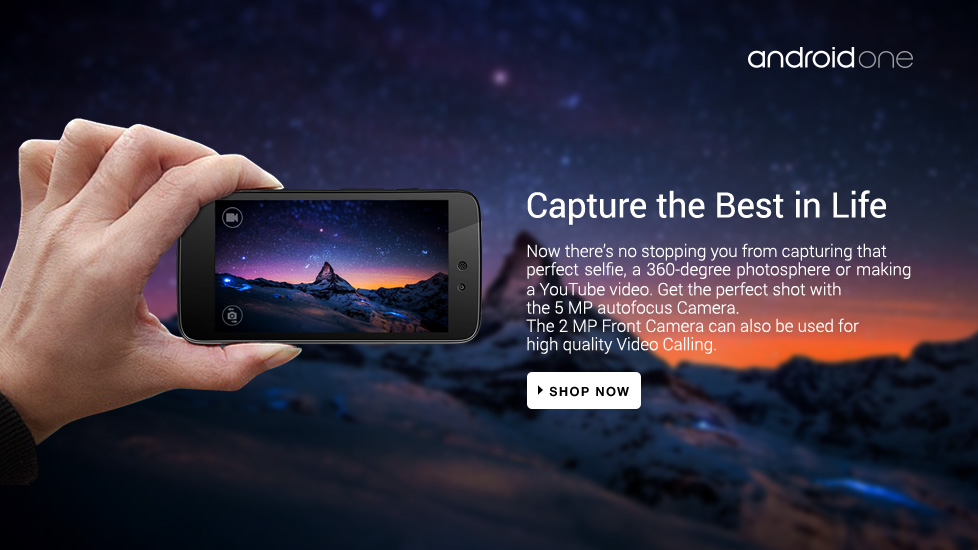 androidone
Capture the Best in Life
Now there's no stopping you from capturing that
perfect selfie, a 360-degree photosphere or making
a YouTube video. Get the perfect shot with
the 5 MP autofocus Camera.
The 2 MP Front Camera can also be used for
high quality Video Calling.
SHOP NOW